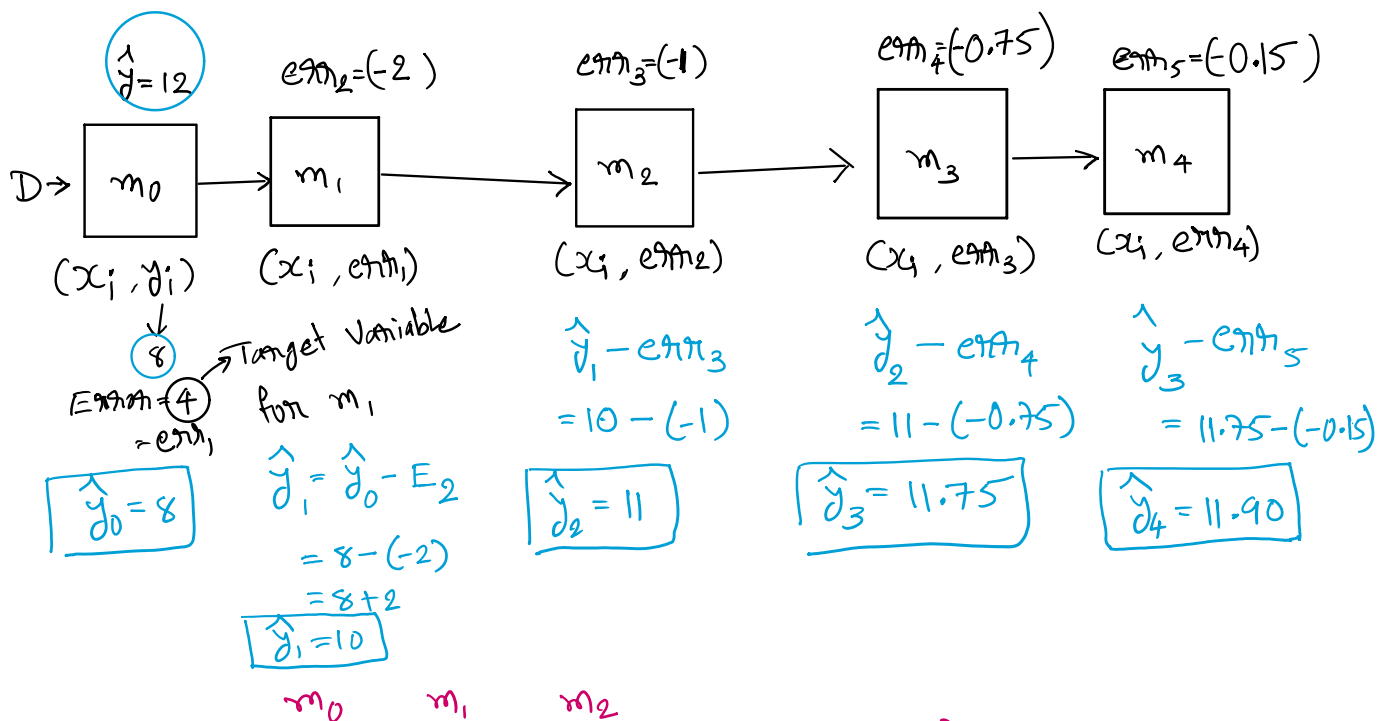 ŷ = 12
err₂ = (-2)
err₃ = (-1)
err₄ = (-0.75)
err₅ = (-0.15)
D →
m₀
m₁
m₂
m₃
m₄
(xᵢ, yᵢ)
(xᵢ, err₁)
(xᵢ, err₂)
(xᵢ, err₃)
(xᵢ, err₄)
8
Error = 4
= err₁
Target Variable
for m₁
ŷ₀ = 8
ŷ₁ = ŷ₀ - E₂
= 8 - (-2)
= 8 + 2
ŷ₁ = 10
ŷ₁ - err₃
= 10 - (-1)
ŷ₂ = 11
ŷ₂ - err₄
= 11 - (-0.75)
ŷ₃ = 11.75
ŷ₃ - err₅
= 11.75 - (-0.15)
ŷ₄ = 11.90
m₀ m₁ m₂